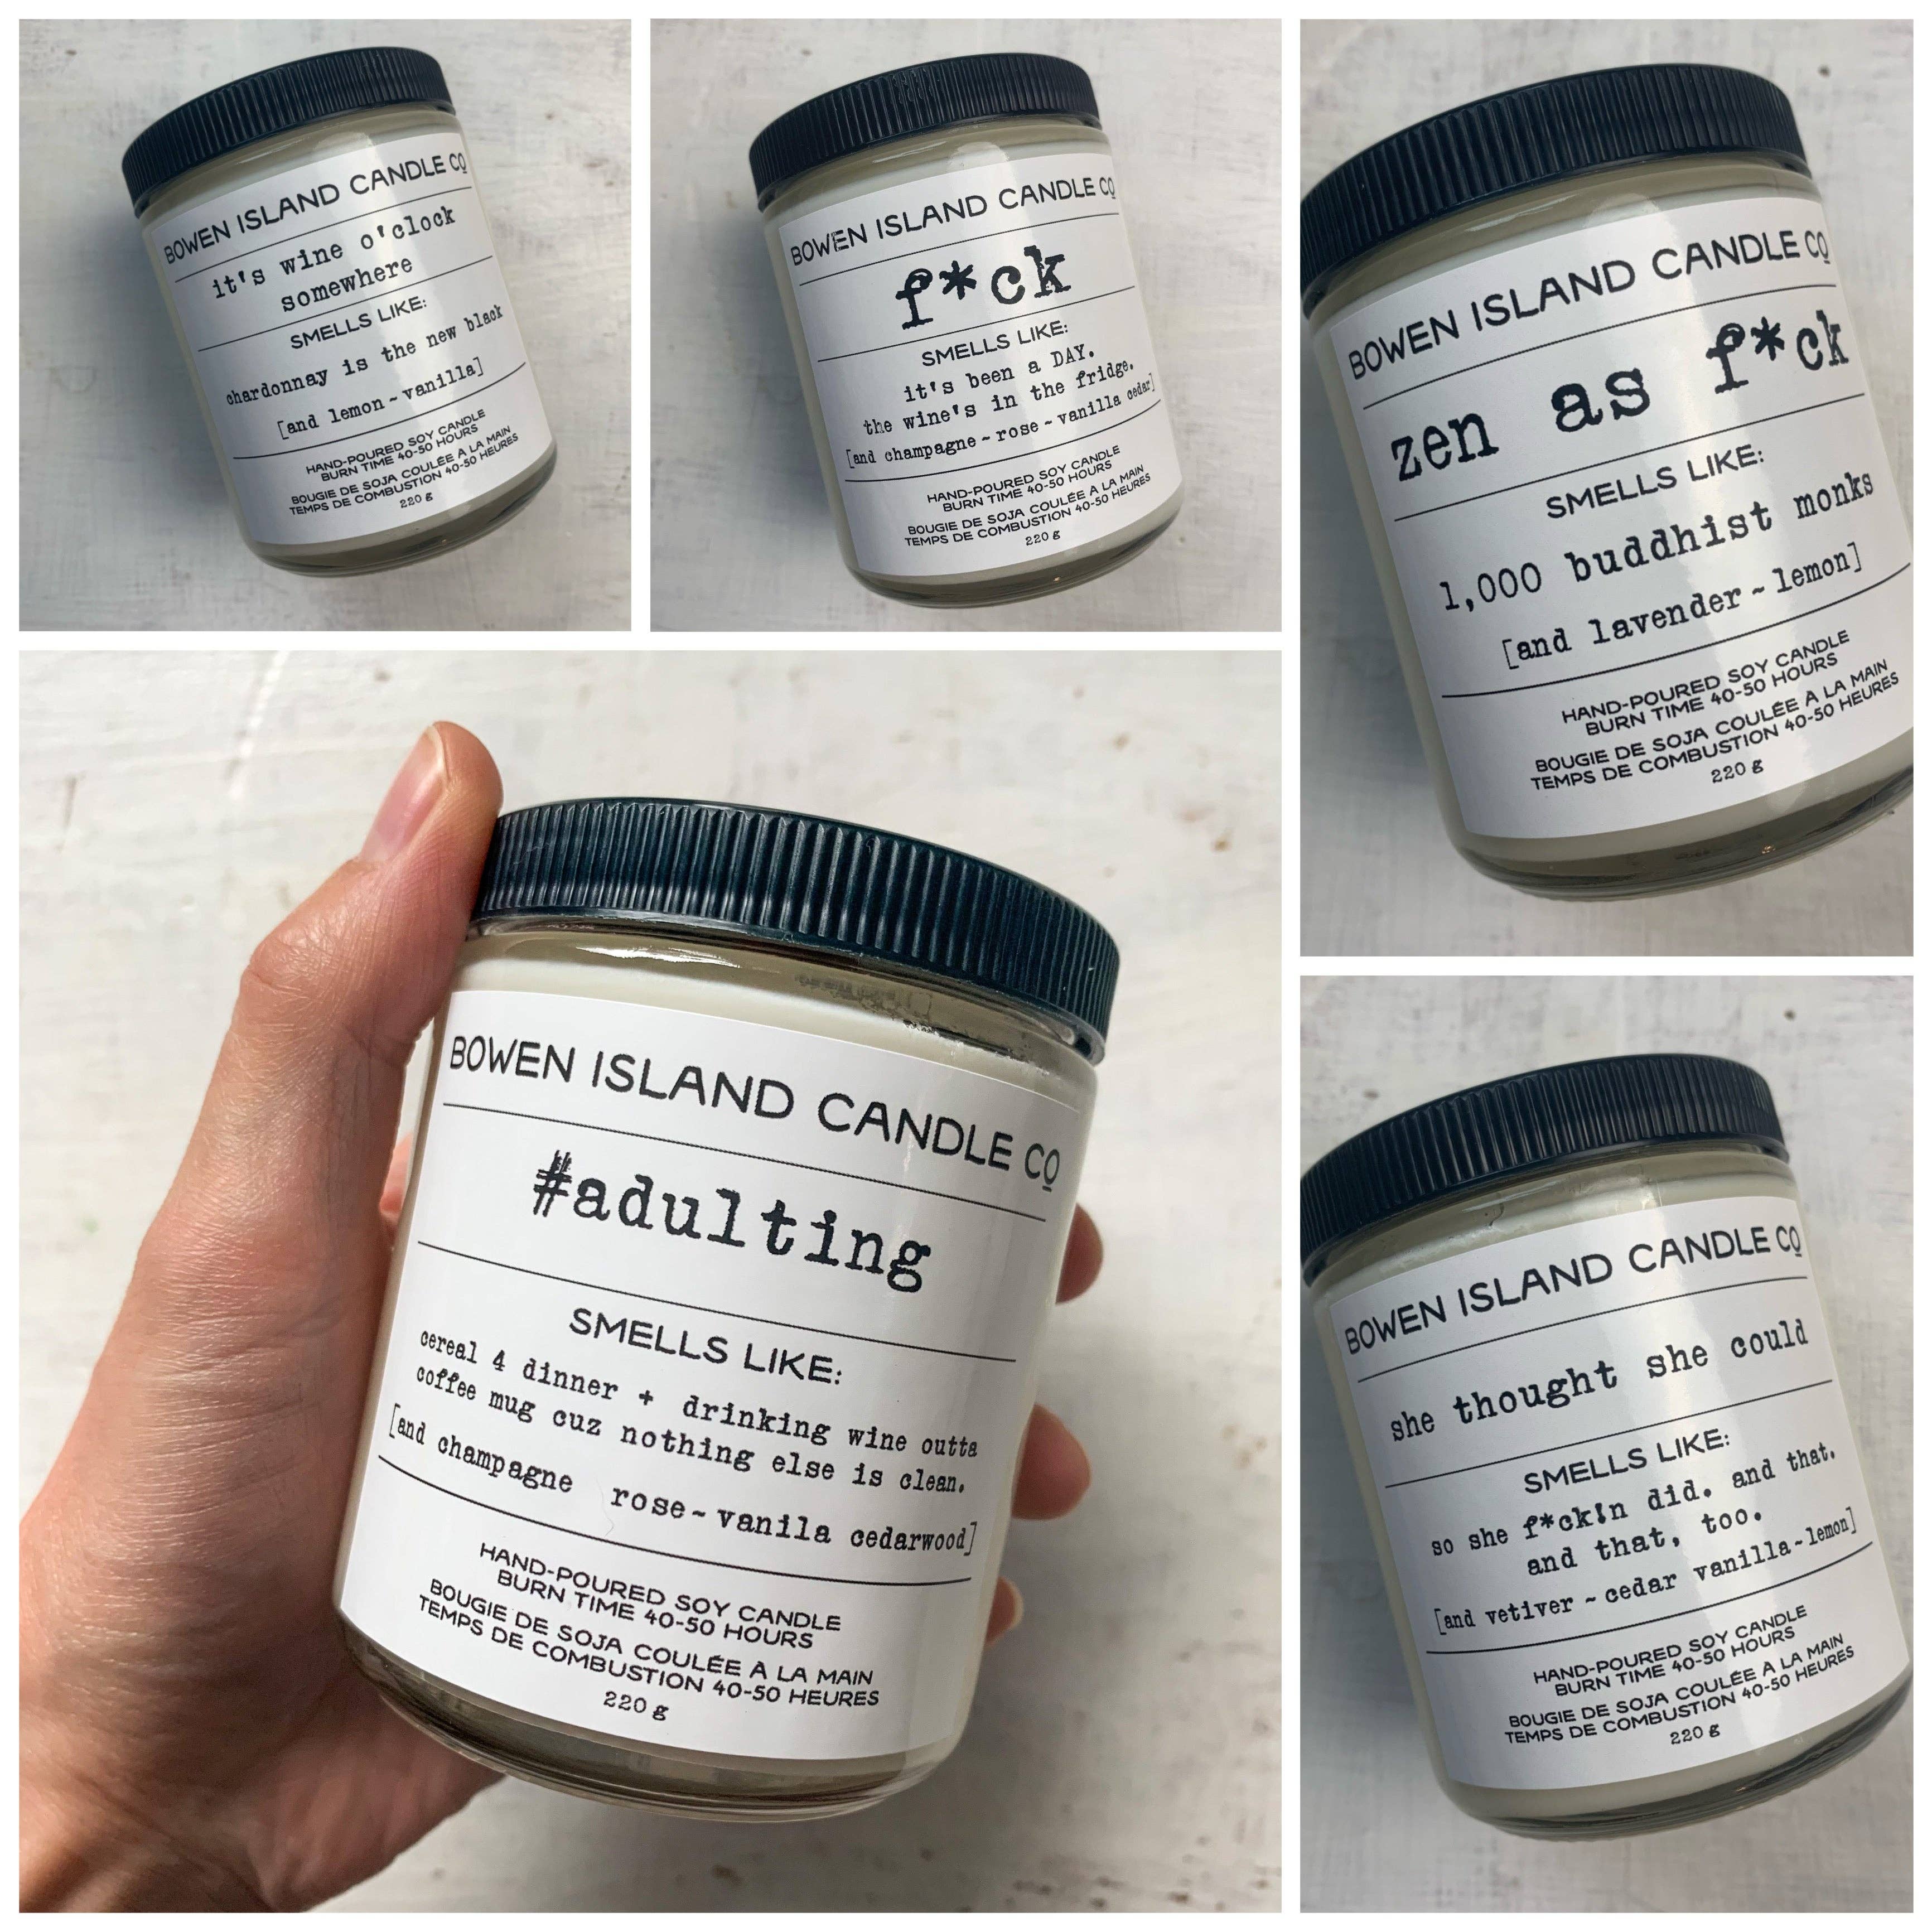 BOWEN ISLAND CANDLE CO
it's wine o'clock
somewhere
SMELLS LIKE:
chardonnay is the new black
[and lemon ~ vanilla]
HAND-POURED SOY CANDLE
BURN TIME 40-50 HOURS
BOUGIE DE SOJA COULÉE À LA MAIN
TEMPS DE COMBUSTION 40-50 HEURES
220 g
BOWEN ISLAND CANDLE CO
f*ck
SMELLS LIKE:
it's been a DAY.
the wine's in the fridge.
[and champagne ~ rose ~ vanilla cedar]
HAND-POURED SOY CANDLE
BURN TIME 40-50 HOURS
BOUGIE DE SOJA COULÉE À LA MAIN
TEMPS DE COMBUSTION 40-50 HEURES
220 g
BOWEN ISLAND CANDLE CO
zen as f*ck
SMELLS LIKE:
1,000 buddhist monks
[and lavender ~ lemon]
HAND-POURED SOY CANDLE
BURN TIME 40-50 HOURS
BOUGIE DE SOJA COULÉE À LA MAIN
TEMPS DE COMBUSTION 40-50 HEURES
220 g
BOWEN ISLAND CANDLE CO
#adulting
SMELLS LIKE:
cereal 4 dinner + drinking wine outta
coffee mug cuz nothing else is clean.
[and champagne rose ~ vanila cedarwood]
HAND-POURED SOY CANDLE
BURN TIME 40-50 HOURS
BOUGIE DE SOJA COULÉE À LA MAIN
TEMPS DE COMBUSTION 40-50 HEURES
220 g
BOWEN ISLAND CANDLE CO
she thought she could
SMELLS LIKE:
so she f*ck!n did. and that.
and that, too.
[and vetiver ~ cedar vanilla ~ lemon]
HAND-POURED SOY CANDLE
BURN TIME 40-50 HOURS
BOUGIE DE SOJA COULÉE À LA MAIN
TEMPS DE COMBUSTION 40-50 HEURES
220 g